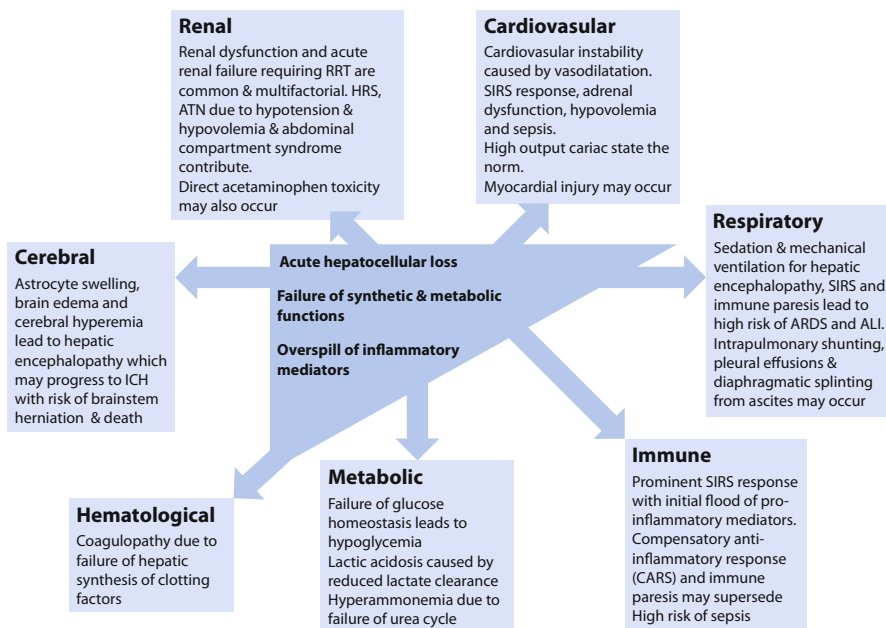 Renal
Renal dysfunction and acute
renal failure requiring RRT are
common & multifactorial. HRS,
ATN due to hypotension &
hypovolemia & abdominal
compartment syndrome
contribute.
Direct acetaminophen toxicity
may also occur
Cardiovasular
Cardiovasular instability
caused by vasodilatation.
SIRS response, adrenal
dysfunction, hypovolemia
and sepsis.
High output cariac state the
norm.
Myocardial injury may occur
Cerebral
Astrocyte swelling,
brain edema and
cerebral hyperemia
lead to hepatic
encephalopathy which
may progress to ICH
with risk of brainstem
herniation & death
Acute hepatocellular loss
Failure of synthetic & metabolic
functions
Overspill of inflammatory
mediators
Respiratory
Sedation & mechanical
ventilation for hepatic
encephalopathy, SIRS and
immune paresis lead to
high risk of ARDS and ALI.
Intrapulmonary shunting,
pleural effusions &
diaphragmatic splinting
from ascites may occur
Hematological
Coagulopathy due to
failure of hepatic
synthesis of clotting
factors
Metabolic
Failure of glucose
homeostasis leads to
hypoglycemia
Lactic acidosis caused by
reduced lactate clearance
Hyperammonemia due to
failure of urea cycle
Immune
Prominent SIRS response
with initial flood of pro-
inflammatory mediators.
Compensatory anti-
inflammatory response
(CARS) and immune
paresis may supersede
High risk of sepsis